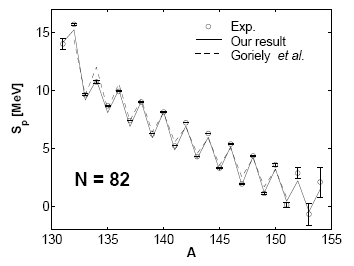 15
10
5
0
130
135
140
145
150
155
S_p [MeV]
A
N = 82
Exp.
Our result
Goriely et al.